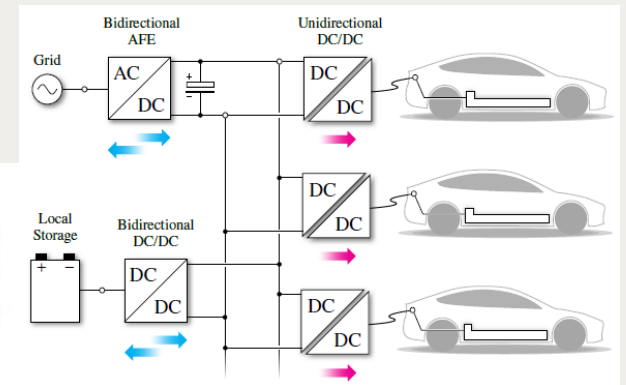 Bidirectional
AFE
Unidirectional
DC/DC
Grid
AC
DC
+
−
DC
DC
DC
DC
Local
Storage
Bidirectional
DC/DC
+ −
DC
DC
DC
DC